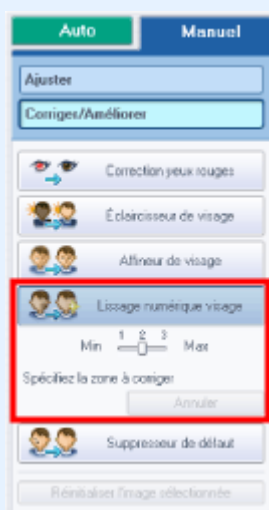 Auto Manuel
Ajuster
Corriger/Améliorer
Correction yeux rouges
Éclaircisseur de visage
Affineur de visage
Lissage numérique visage
1 2 3
Min Max
Spécifiez la zone à corriger
Annuler
Suppresseur de défaut
Réinitialiser l'image sélectionnée